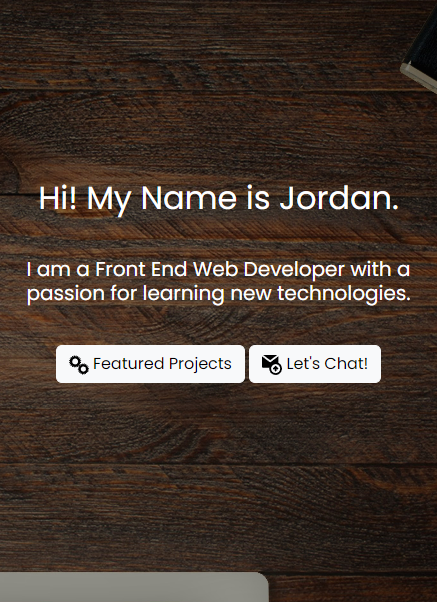 Hi! My Name is Jordan.
I am a Front End Web Developer with a
passion for learning new technologies.
Featured Projects
Let's Chat!